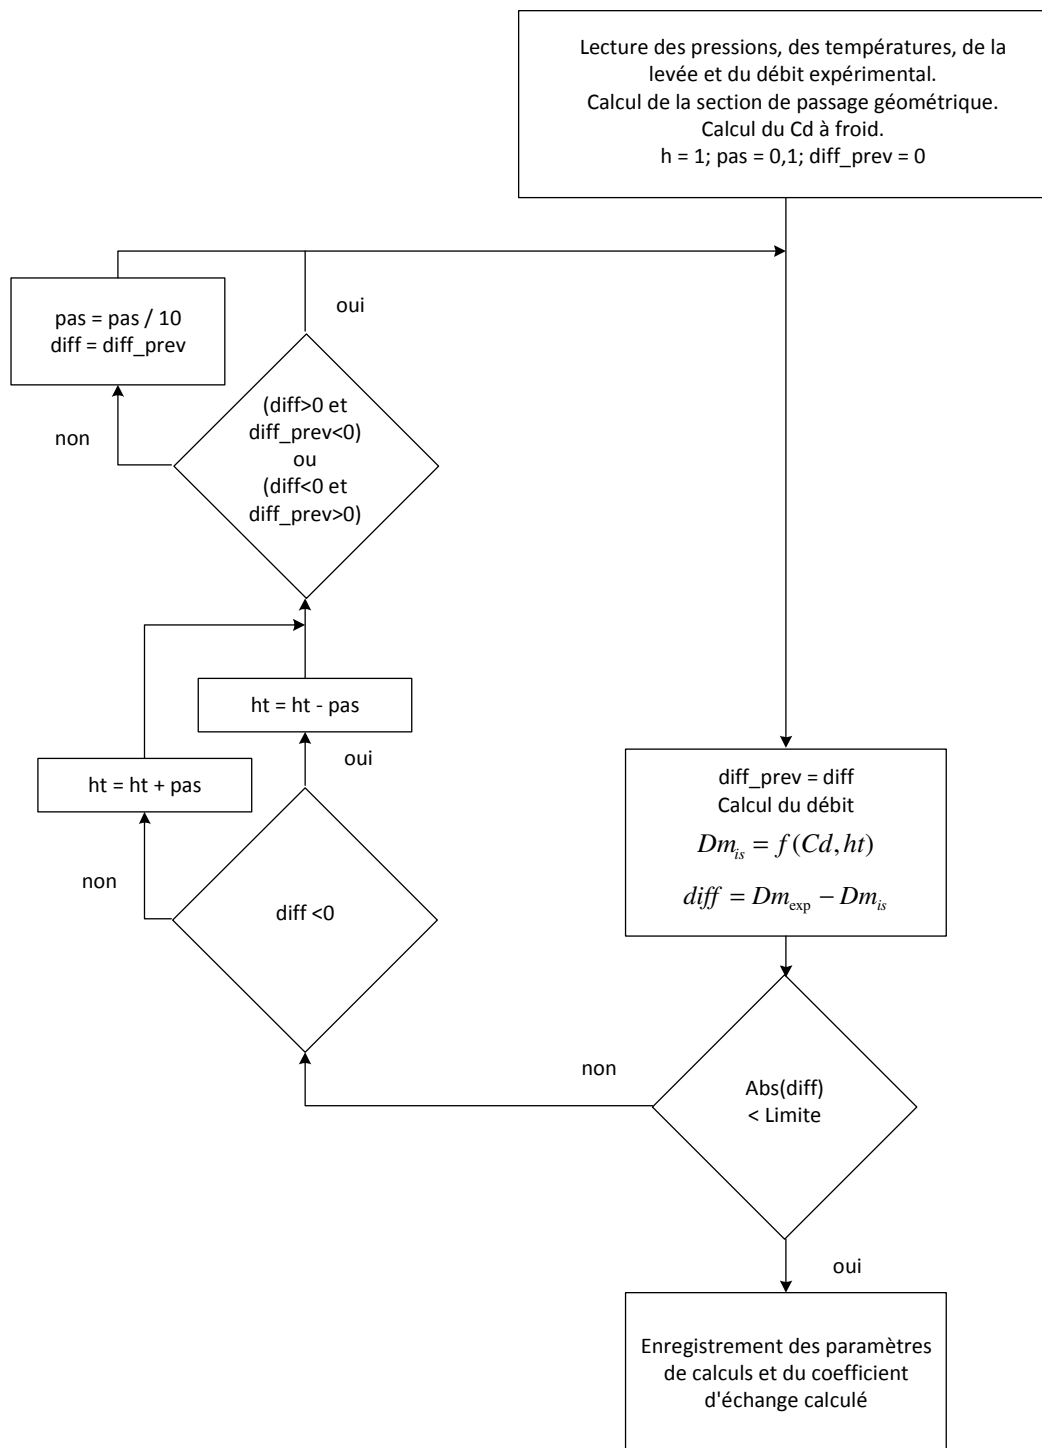 Lecture des pressions, des températures, de la
levée et du débit expérimental.
Calcul de la section de passage géométrique.
Calcul du Cd à froid.
h = 1; pas = 0,1; diff_prev = 0
oui
pas = pas / 10
diff = diff_prev
non
(diff>0 et
diff_prev<0)
ou
(diff<0 et
diff_prev>0)
ht = ht - pas
oui
ht = ht + pas
non
diff <0
diff_prev = diff
Calcul du débit
Dm_is = f(Cd, ht)
diff = Dm_exp − Dm_is
non
Abs(diff)
< Limite
oui
Enregistrement des paramètres
de calculs et du coefficient
d'échange calculé